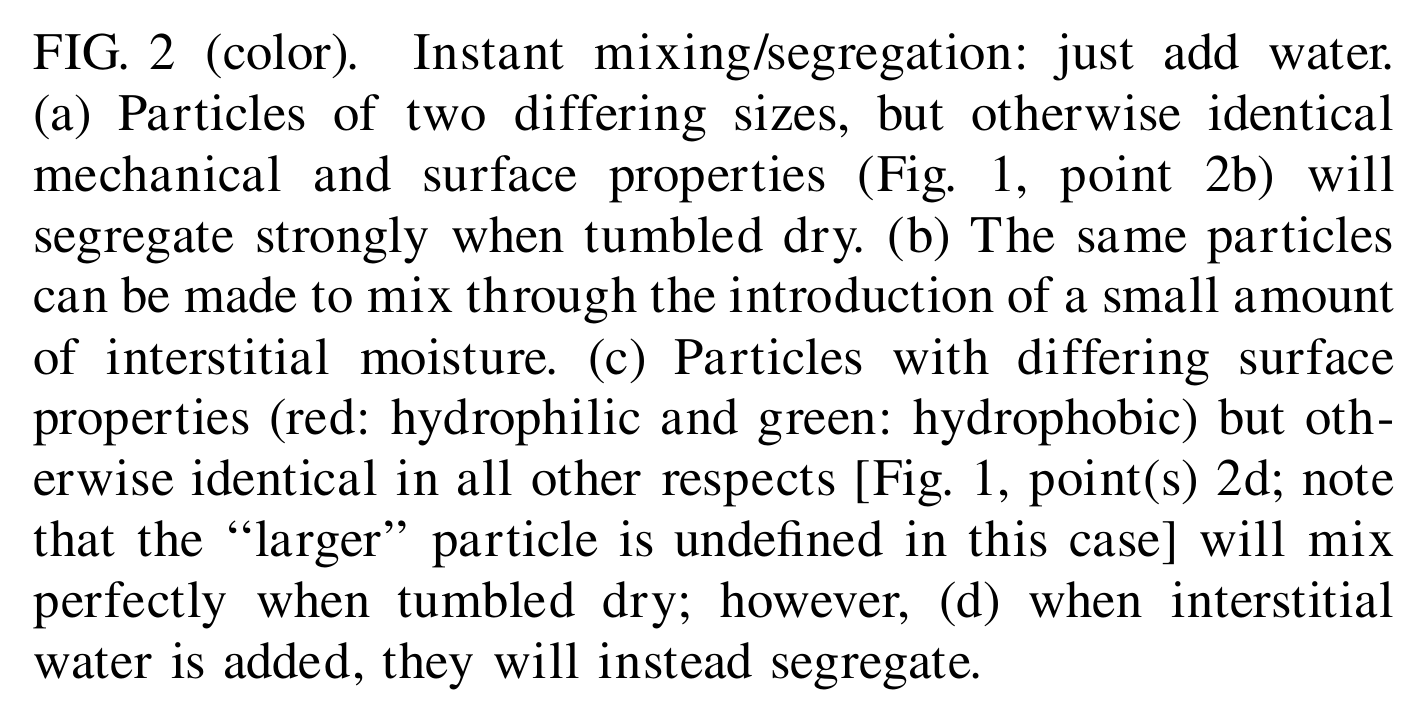 FIG. 2 (color). Instant mixing/segregation: just add water.
(a) Particles of two differing sizes, but otherwise identical
mechanical and surface properties (Fig. 1, point 2b) will
segregate strongly when tumbled dry. (b) The same particles
can be made to mix through the introduction of a small amount
of interstitial moisture. (c) Particles with differing surface
properties (red: hydrophilic and green: hydrophobic) but oth-
erwise identical in all other respects [Fig. 1, point(s) 2d; note
that the “larger” particle is undefined in this case] will mix
perfectly when tumbled dry; however, (d) when interstitial
water is added, they will instead segregate.